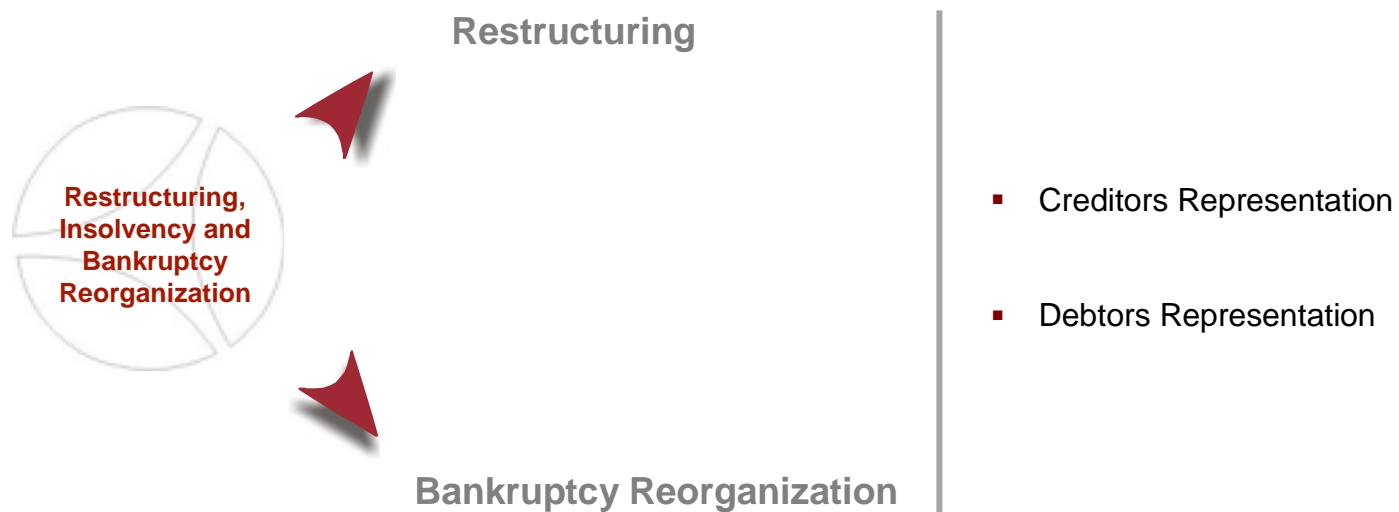 Restructuring
Restructuring,
Insolvency and
Bankruptcy
Reorganization
▪ Creditors Representation
▪ Debtors Representation
Bankruptcy Reorganization